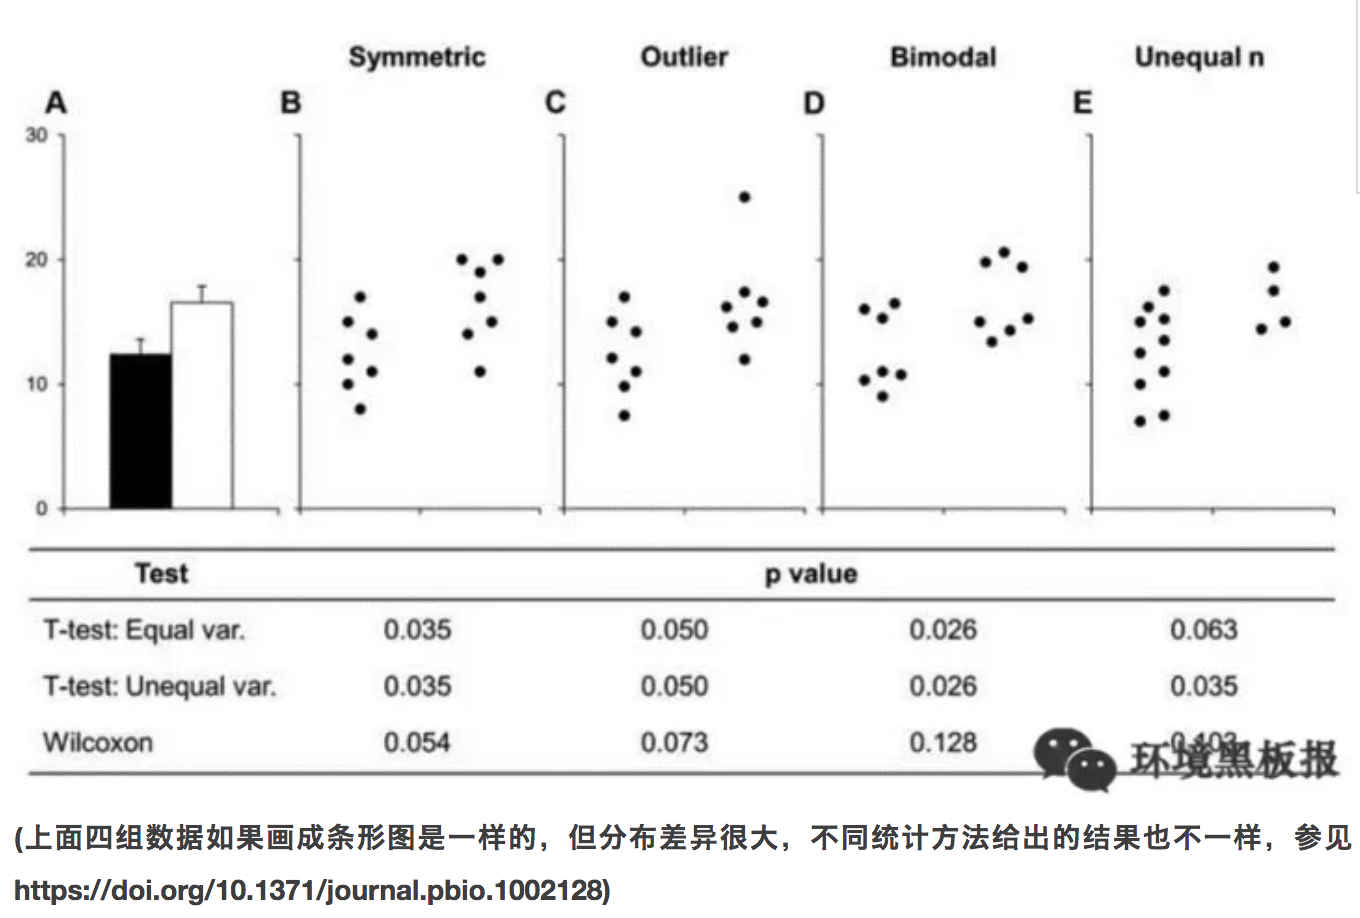 Symmetric Outlier Bimodal Unequal n
A B C D E
30
20
10
0
Test p value
T-test: Equal var. 0.035 0.050 0.026 0.063
T-test: Unequal var. 0.035 0.050 0.026 0.035
Wilcoxon 0.054 0.073 0.128
环境黑板报
(上面四组数据如果画成条形图是一样的，但分布差异很大，不同统计方法给出的结果也不一样，参见
https://doi.org/10.1371/journal.pbio.1002128)